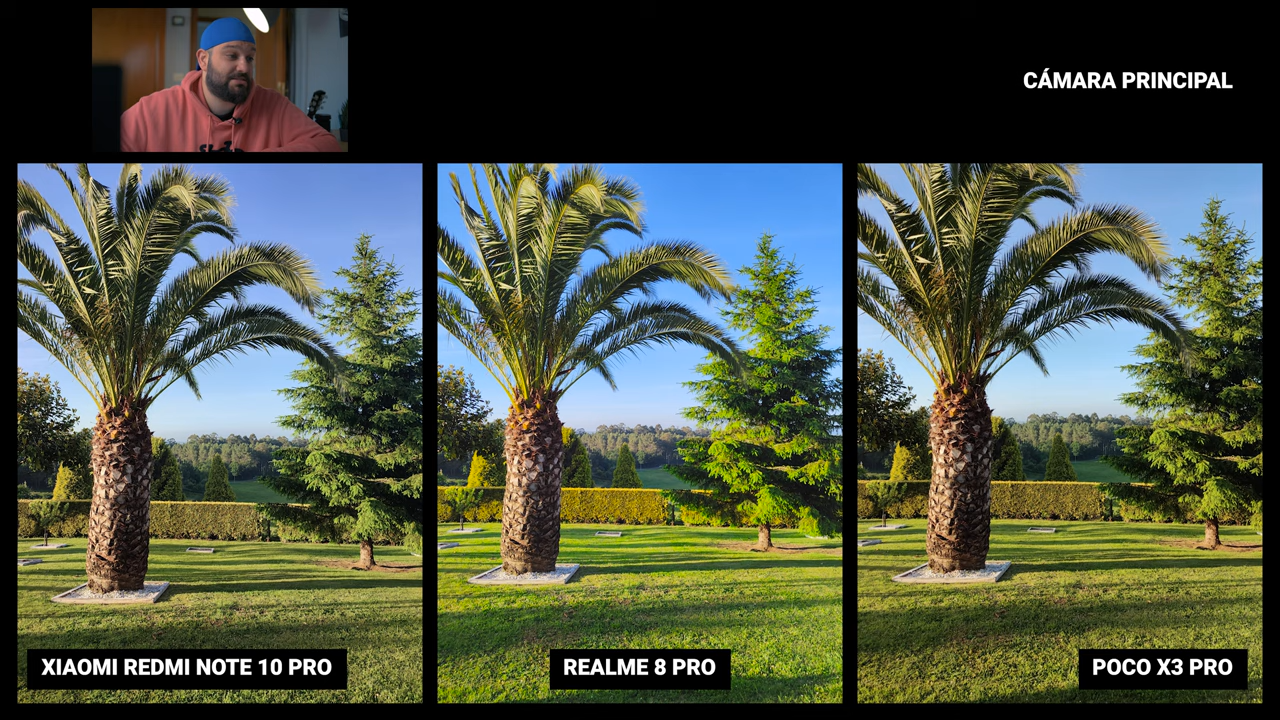 CÁMARA PRINCIPAL
XIAOMI REDMI NOTE 10 PRO
REALME 8 PRO
POCO X3 PRO